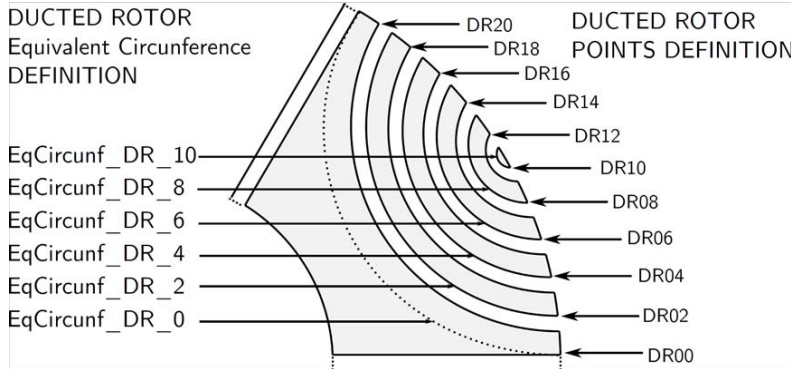 DUCTED ROTOR
Equivalent Circunference
DEFINITION
DUCTED ROTOR
POINTS DEFINITION
DR20
DR18
DR16
DR14
DR12
DR10
DR08
DR06
DR04
DR02
DR00
EqCircunf_DR_10
EqCircunf_DR_8
EqCircunf_DR_6
EqCircunf_DR_4
EqCircunf_DR_2
EqCircunf_DR_0